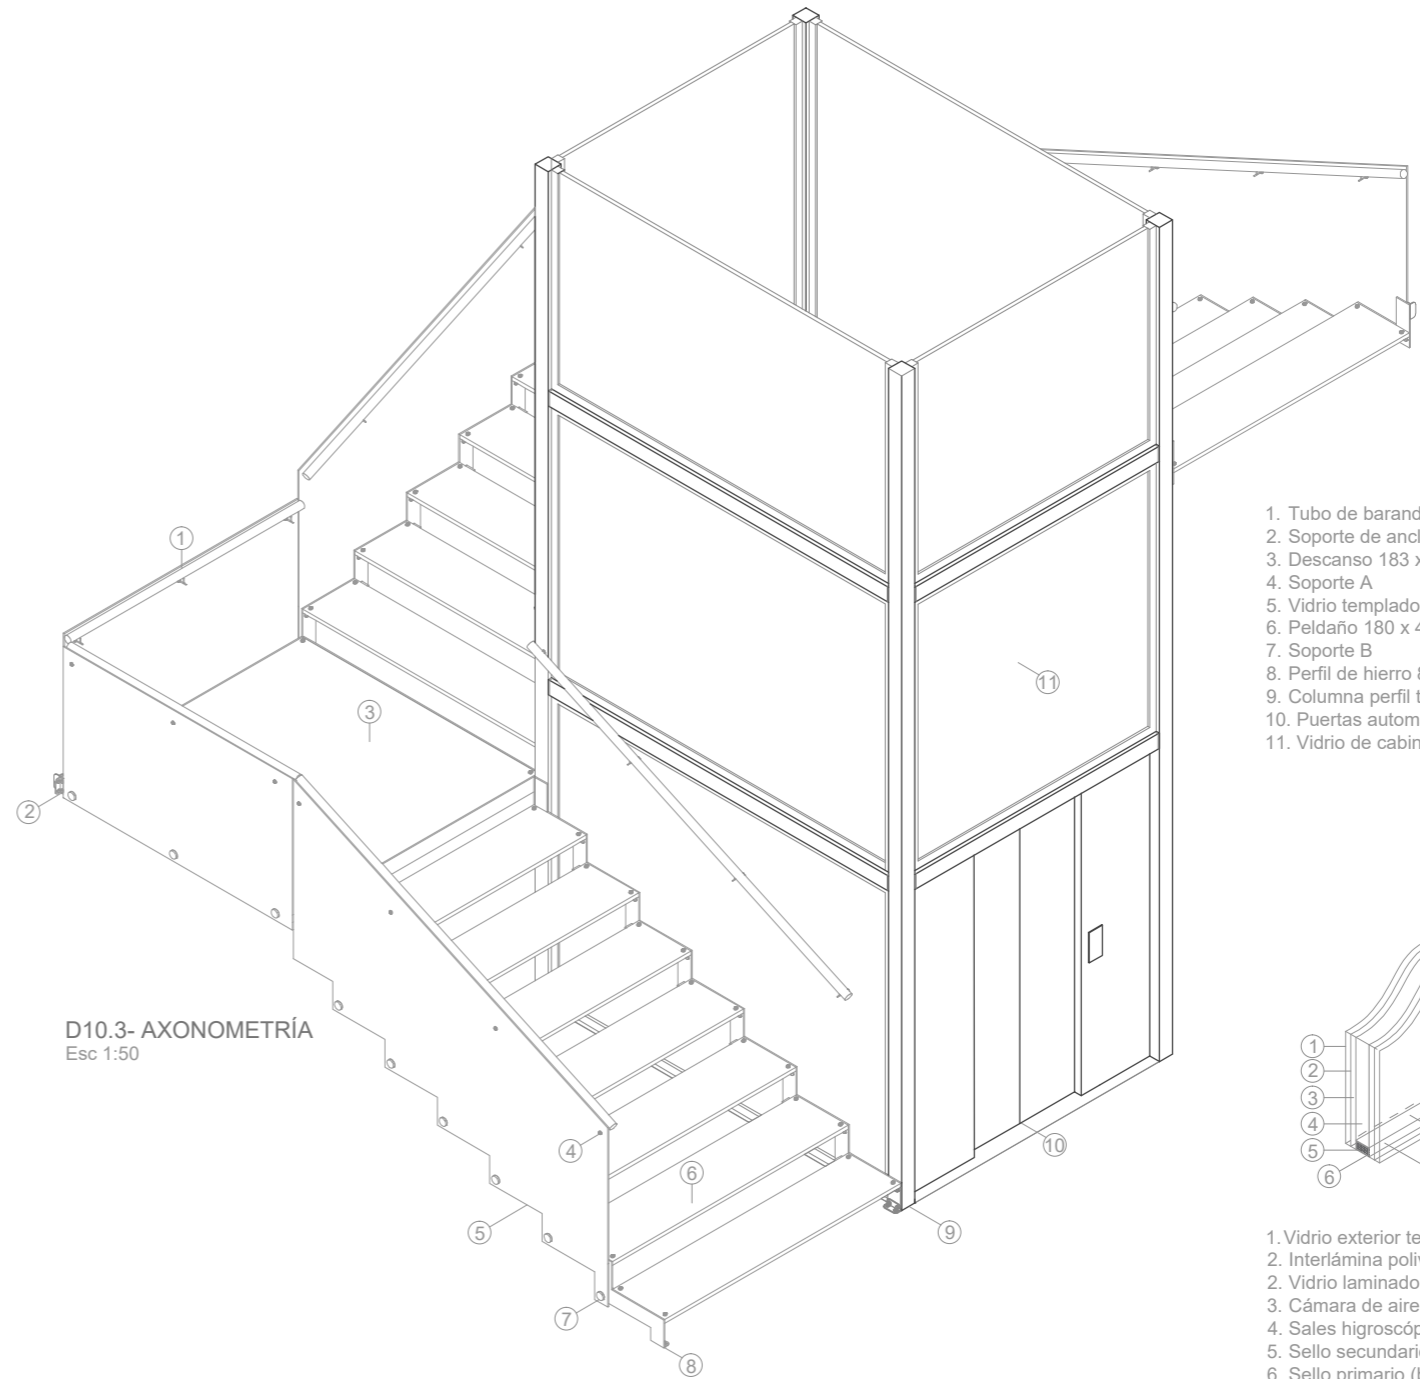 1
2
3
4
5
6
7
8
9
10
11
D10.3- AXONOMETRÍA
Esc 1:50
1. Tubo de barand
2. Soporte de ancl
3. Descanso 183 x
4. Soporte A
5. Vidrio templado
6. Peldaño 180 x 4
7. Soporte B
8. Perfil de hierro 8
9. Columna perfil t
10. Puertas autom
11. Vidrio de cabin
1
2
3
4
5
6
1. Vidrio exterior te
2. Interlámina poliv
2. Vidrio laminado
3. Cámara de aire
4. Sales higroscóp
5. Sello secundario
6. Sello primario (b